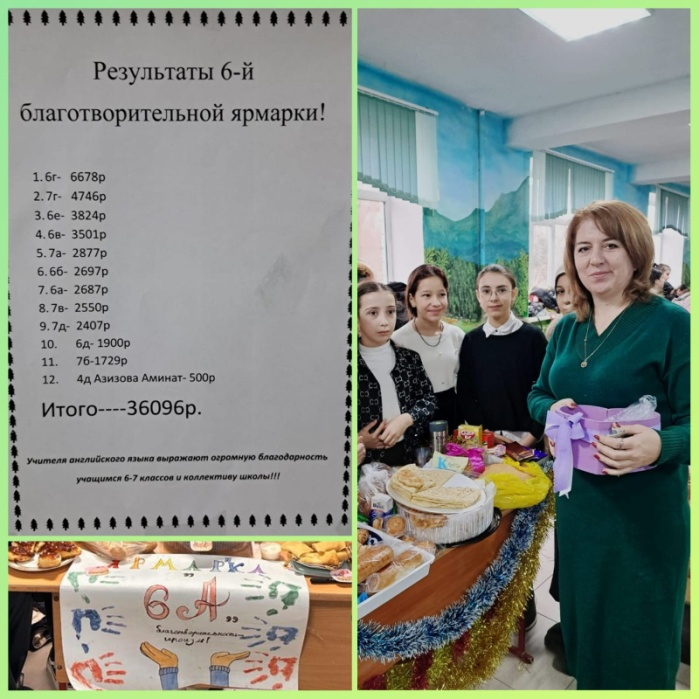 Результаты 6-й
благотворительной ярмарки!
1. 6г- 6678р
2. 7г- 4746р
3. 6е- 3824р
4. 6в- 3501р
5. 7а- 2877р
6. 6б- 2697р
7. 6а- 2687р
8. 7в- 2550р
9. 7д- 2407р
10. 6д- 1900р
11. 7б-1729р
12. 4д Азизова Аминат- 500р
Итого----36096р.
Учителя английского языка выражают огромную благодарность
учащимся 6-7 классов и коллективу школы!!!
ЯРМАРКА
"6А"